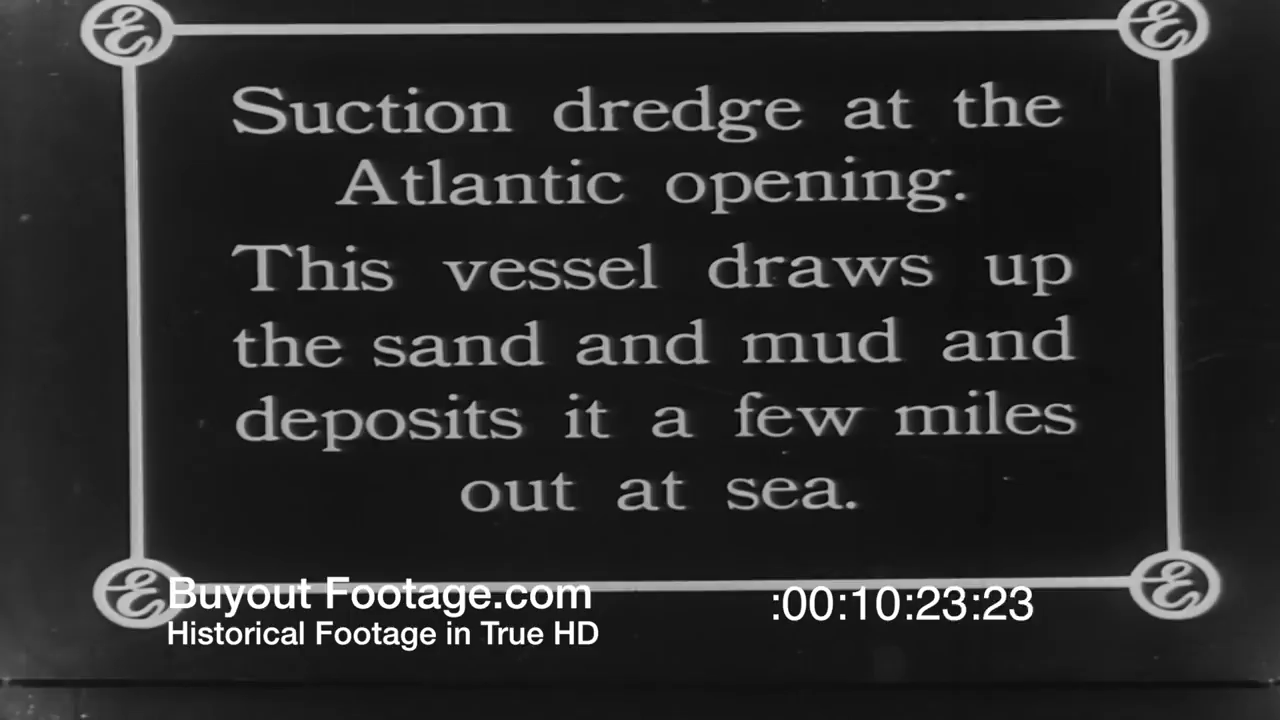 Suction dredge at the
Atlantic opening.
This vessel draws up
the sand and mud and
deposits it a few miles
out at sea.
Buyout Footage.com
:00:10:23:23
Historical Footage in True HD